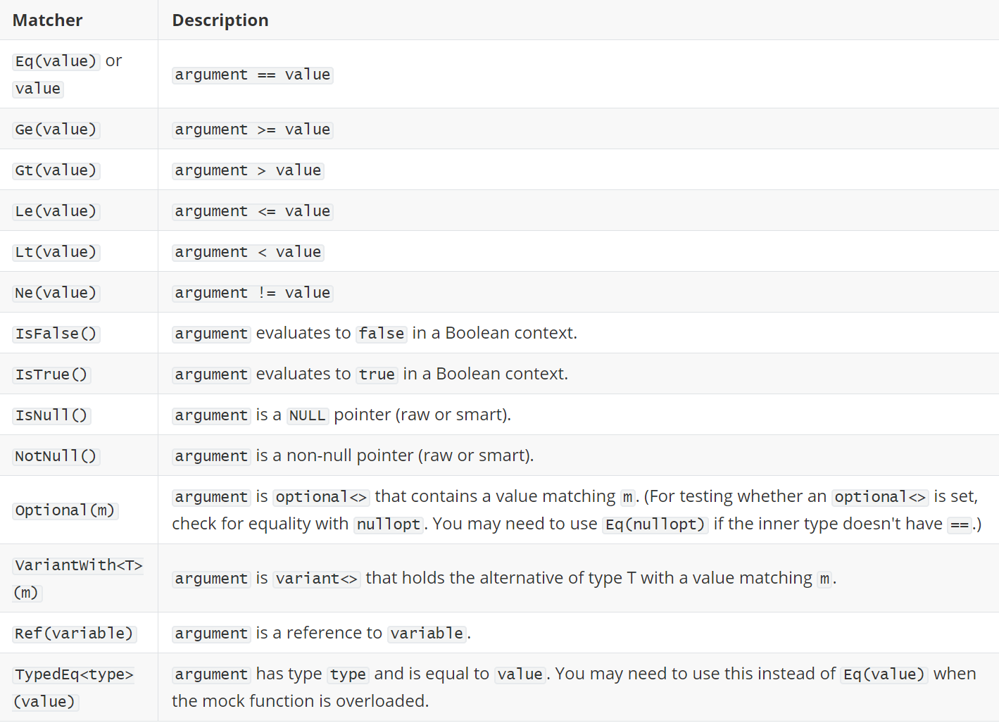 Matcher Description
Eq(value) or
value
argument == value
Ge(value) argument >= value
Gt(value) argument > value
Le(value) argument <= value
Lt(value) argument < value
Ne(value) argument != value
IsFalse() argument evaluates to false in a Boolean context.
IsTrue() argument evaluates to true in a Boolean context.
IsNull() argument is a NULL pointer (raw or smart).
NotNull() argument is a non-null pointer (raw or smart).
Optional(m)
argument is optional<> that contains a value matching m. (For testing whether an optional<> is set,
check for equality with nullopt. You may need to use Eq(nullopt) if the inner type doesn't have ==.)
VariantWith<T>
(m)
argument is variant<> that holds the alternative of type T with a value matching m.
Ref(variable) argument is a reference to variable.
TypedEq<type>
(value)
argument has type type and is equal to value. You may need to use this instead of Eq(value) when
the mock function is overloaded.